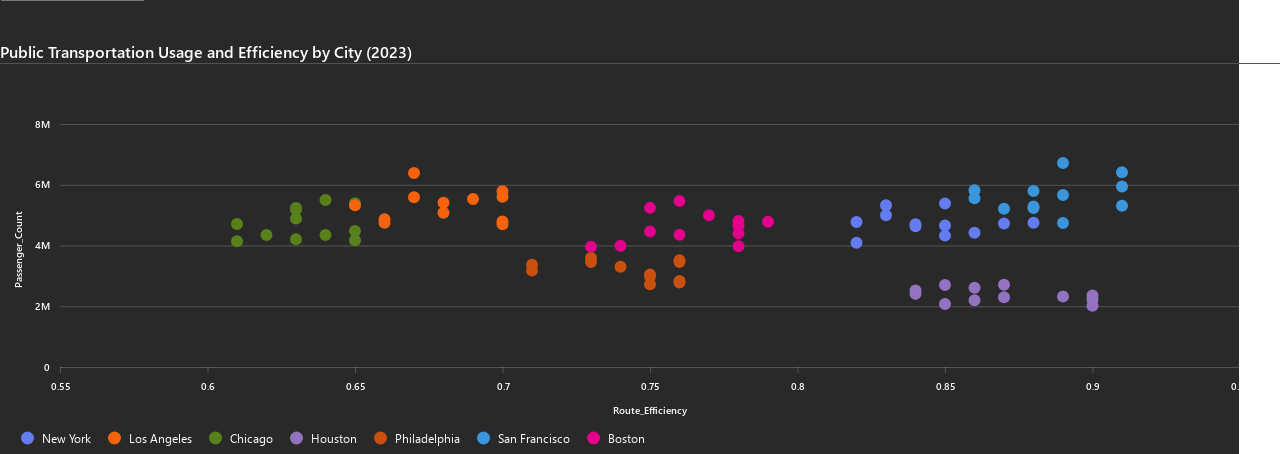 Public Transportation Usage and Efficiency by City (2023)
8M
6M
4M
2M
0
Passenger_Count
0.55 0.6 0.65 0.7 0.75 0.8 0.85 0.9 0.
Route_Efficiency
New York Los Angeles Chicago Houston Philadelphia San Francisco Boston